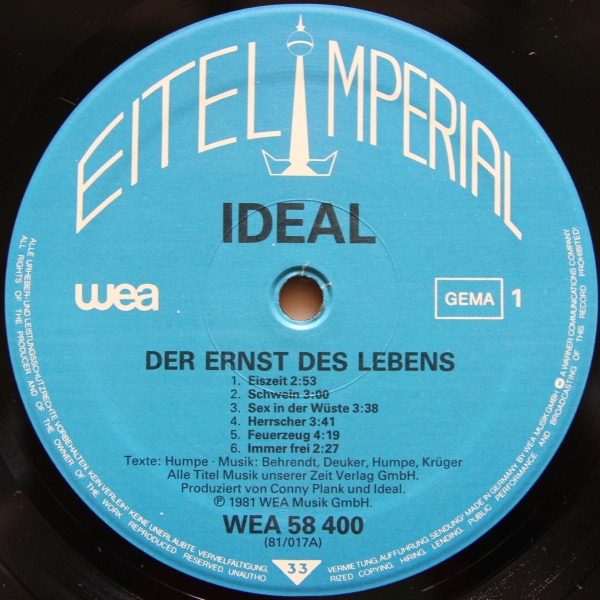 EITEL IMPERIAL
IDEAL
wea
GEMA 1
DER ERNST DES LEBENS
1. Eiszeit 2:53
2. Schwein 3:00
3. Sex in der Wüste 3:38
4. Herrscher 3:41
5. Feuerzeug 4:19
6. Immer frei 2:27
Texte: Humpe · Musik: Behrendt, Deuker, Humpe, Krüger
Alle Titel Musik unserer Zeit Verlag GmbH.
Produziert von Conny Plank und Ideal.
℗ 1981 WEA Musik GmbH.
WEA 58 400
(81/017A)
33
ALLE URHEBER- UND LEISTUNGSSCHUTZRECHTE VORBEHALTEN. KEIN VERLEIH! KEINE UNERLAUBTE VERVIELFÄLTIGUNG, VERMIETUNG, AUFFÜHRUNG, SENDUNG! MADE IN GERMANY BY WEA MUSIK GMBH A WARNER COMMUNICATIONS COMPANY
ALL RIGHTS OF THE PRODUCER AND OF THE OWNER OF THE WORK REPRODUCED RESERVED. UNAUTHORIZED COPYING, HIRING, LENDING, PUBLIC PERFORMANCE AND BROADCASTING OF THIS RECORD PROHIBITED!